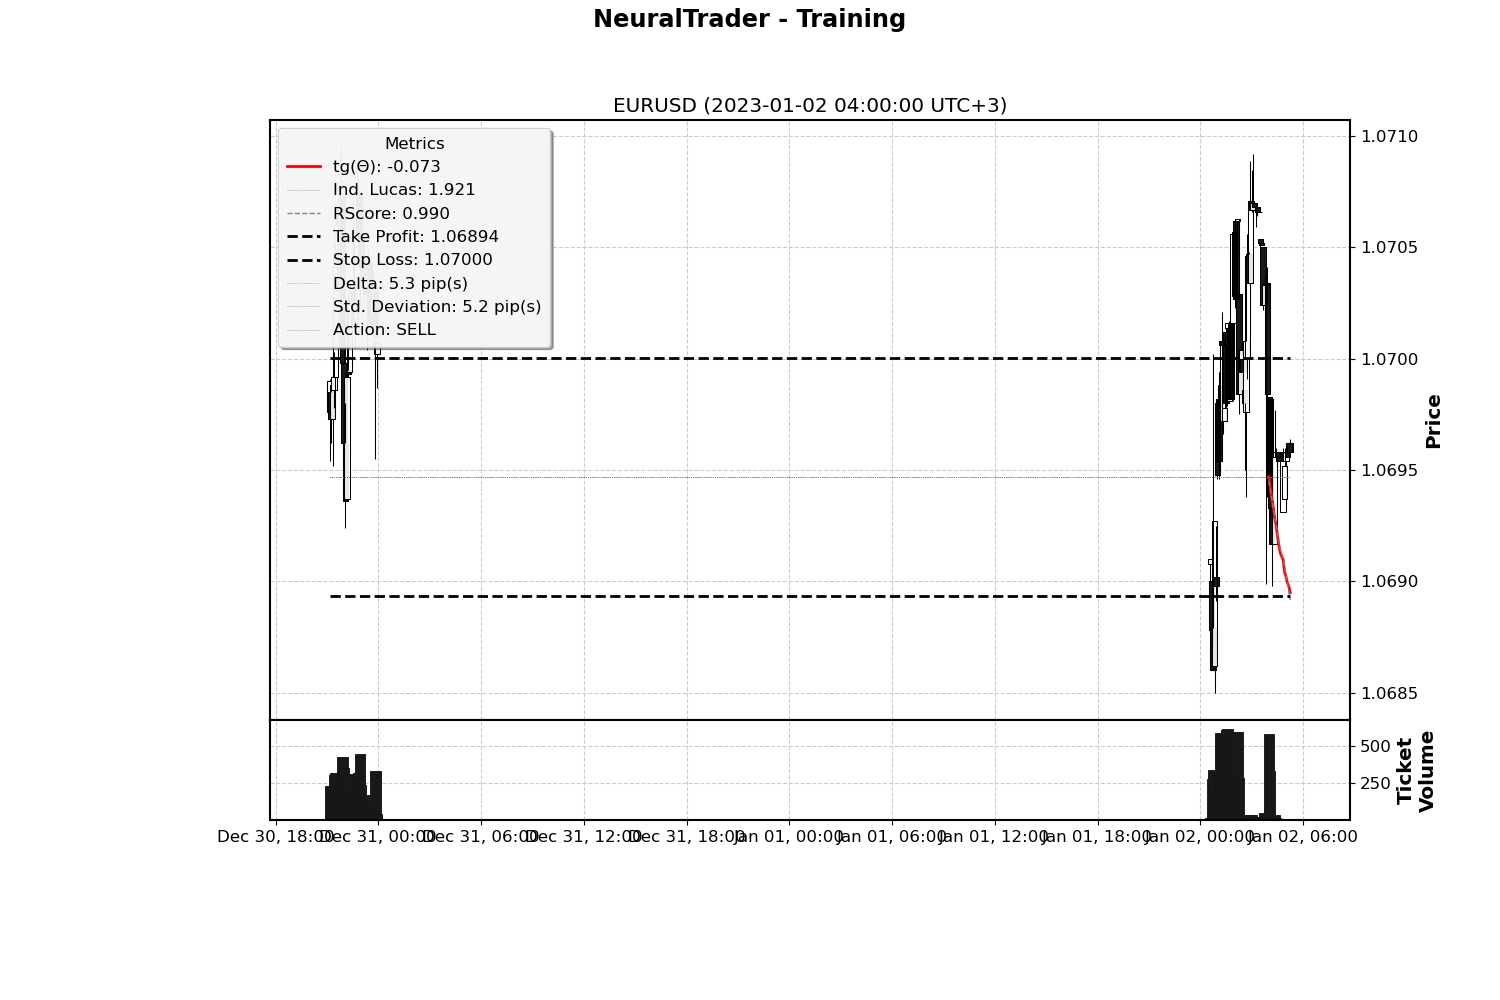 NeuralTrader - Training
EURUSD (2023-01-02 04:00:00 UTC+3)
Metrics
tg(Θ): -0.073
Ind. Lucas: 1.921
RScore: 0.990
Take Profit: 1.06894
Stop Loss: 1.07000
Delta: 5.3 pip(s)
Std. Deviation: 5.2 pip(s)
Action: SELL
1.0710
1.0705
1.0700
1.0695
1.0690
1.0685
Price
500
250
Ticket
Volume
Dec 30, 18:00
Dec 31, 00:00
Dec 31, 06:00
Dec 31, 12:00
Dec 31, 18:00
Jan 01, 00:00
Jan 01, 06:00
Jan 01, 12:00
Jan 01, 18:00
Jan 02, 00:00
Jan 02, 06:00